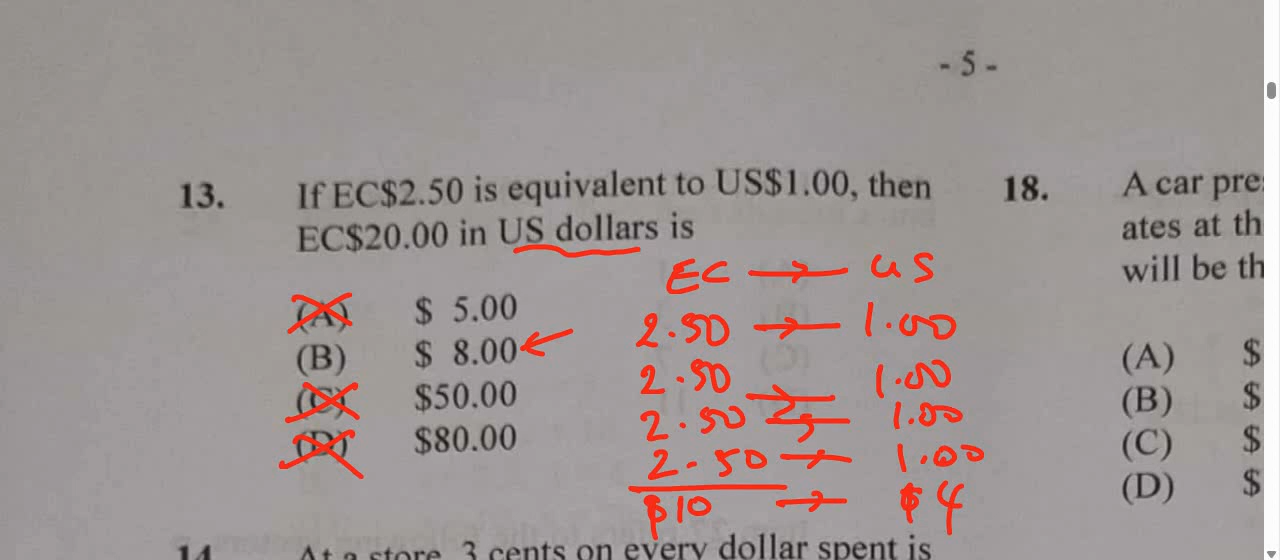 - 5 -
13. If EC$2.50 is equivalent to US$1.00, then
EC$20.00 in US dollars is
(A) $ 5.00
(B) $ 8.00
(C) $50.00
(D) $80.00
EC → US
2.50 → 1.00
2.50 → 1.00
2.50 → 1.00
2.50 → 1.00
$10 → $4
14. At a store, 3 cents on every dollar spent is
18. A car pre
ates at th
will be th
(A) $
(B) $
(C) $
(D) $